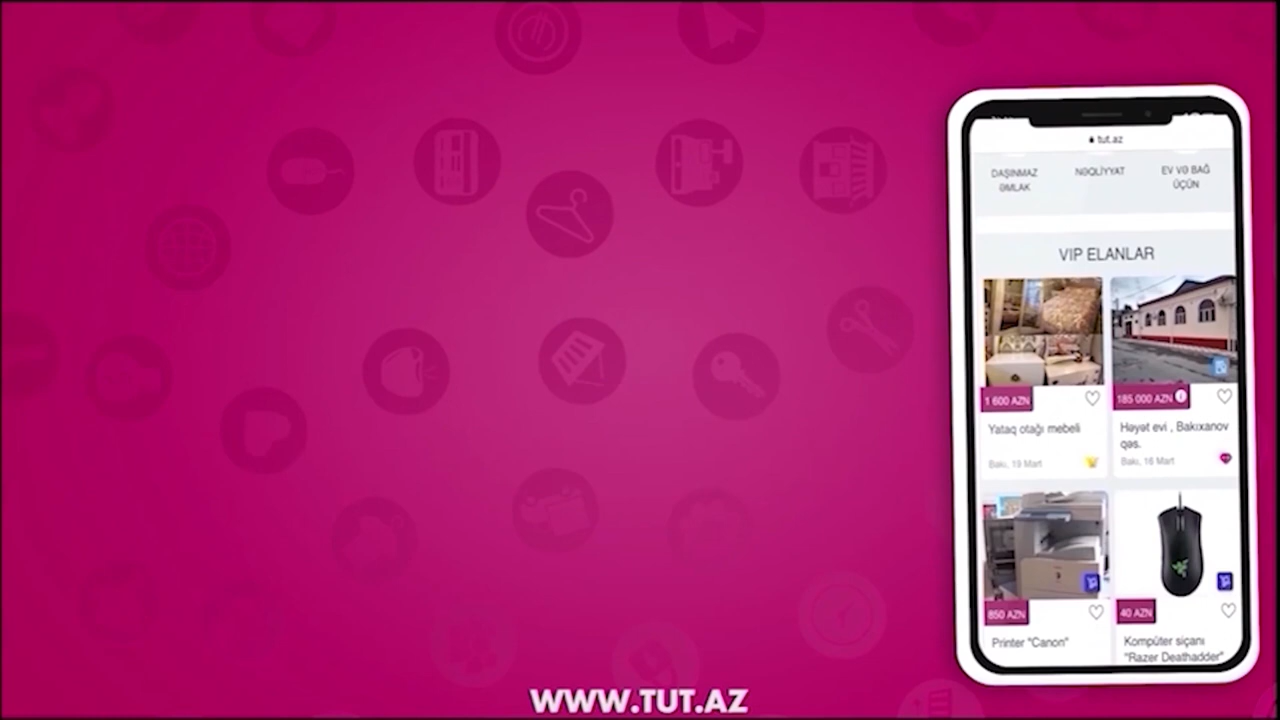 tut.az
DAŞINMAZ
ƏMLAK
NƏQLİYYAT
EV VƏ BAĞ
ÜÇÜN
VIP ELANLAR
1 600 AZN
185 000 AZN
Yataq otağı mebeli
Həyət evi , Bakıxanov
qəs.
Bakı, 19 Mart
Bakı, 16 Mart
850 AZN
40 AZN
Printer "Canon"
Kompüter siçanı
"Razer Deathadder"
WWW.TUT.AZ